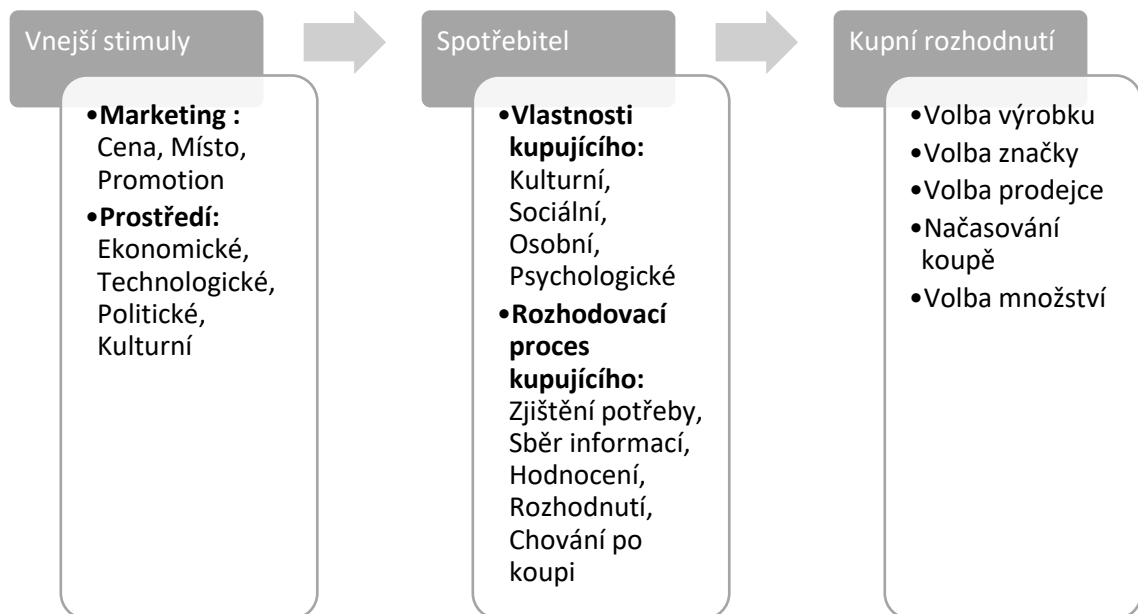 Vnejší stimuly
•Marketing :
Cena, Místo,
Promotion
•Prostředí:
Ekonomické,
Technologické,
Politické,
Kulturní
Spotřebitel
•Vlastnosti
kupujícího:
Kulturní,
Sociální,
Osobní,
Psychologické
•Rozhodovací
proces
kupujícího:
Zjištění potřeby,
Sběr informací,
Hodnocení,
Rozhodnutí,
Chování po
koupi
Kupní rozhodnutí
•Volba výrobku
•Volba značky
•Volba prodejce
•Načasování
koupě
•Volba množství